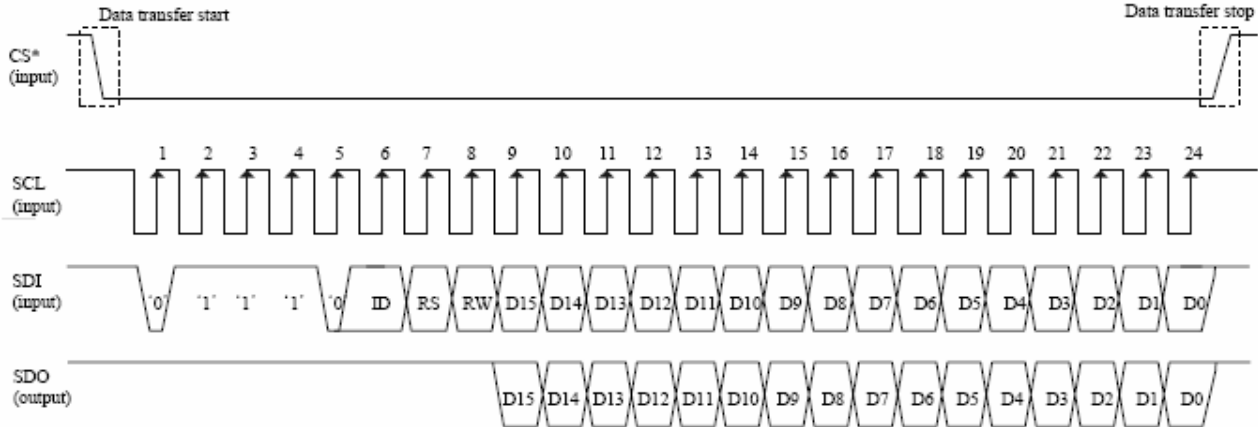 Data transfer start Data transfer stop
CS*
(input)
1 2 3 4 5 6 7 8 9 10 11 12 13 14 15 16 17 18 19 20 21 22 23 24
SCL
(input)
SDI
(input)
'0' '1' '1' '1' '0' ID RS RW D15 D14 D13 D12 D11 D10 D9 D8 D7 D6 D5 D4 D3 D2 D1 D0
SDO
(output)
D15 D14 D13 D12 D11 D10 D9 D8 D7 D6 D5 D4 D3 D2 D1 D0